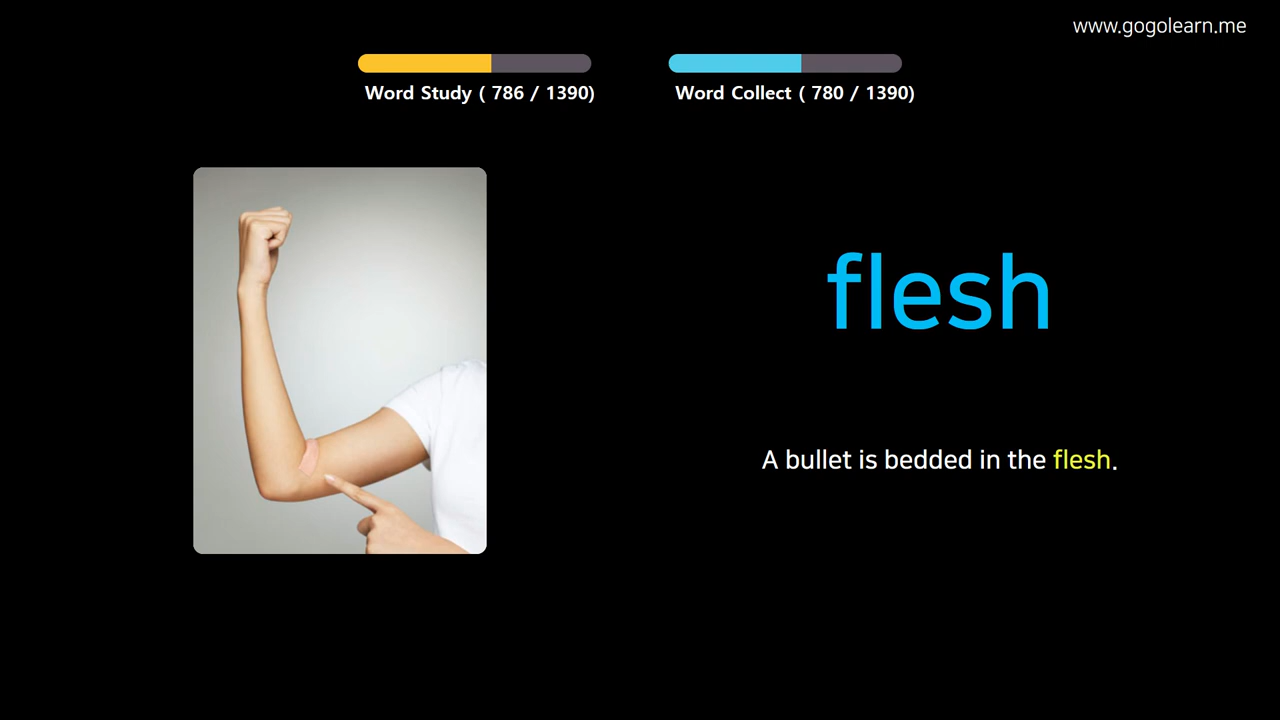 www.gogolearn.me
Word Study ( 786 / 1390)
Word Collect ( 780 / 1390)
flesh
A bullet is bedded in the flesh.